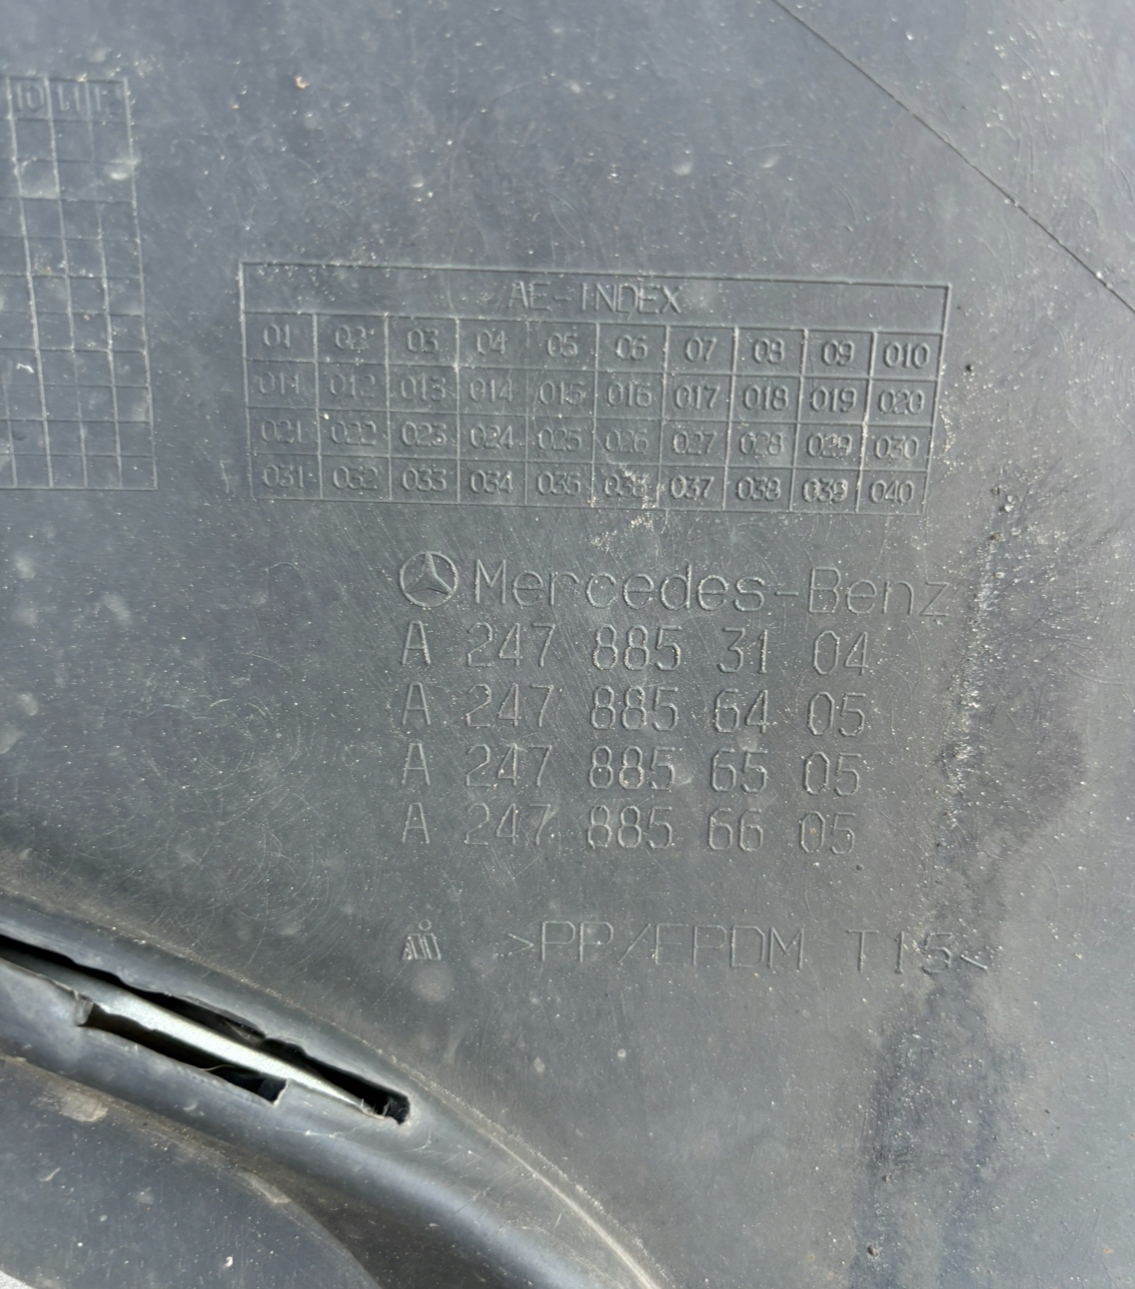 10 11 1
AE-INDEX
01 02 03 04 05 06 07 08 09 010
011 012 013 014 015 016 017 018 019 020
021 022 023 024 025 026 027 028 029 030
031 032 033 034 035 036 037 038 039 040
Mercedes-Benz
A 247 885 31 04
A 247 885 64 05
A 247 885 65 05
A 247 885 66 05
>PP/EPDM T15<